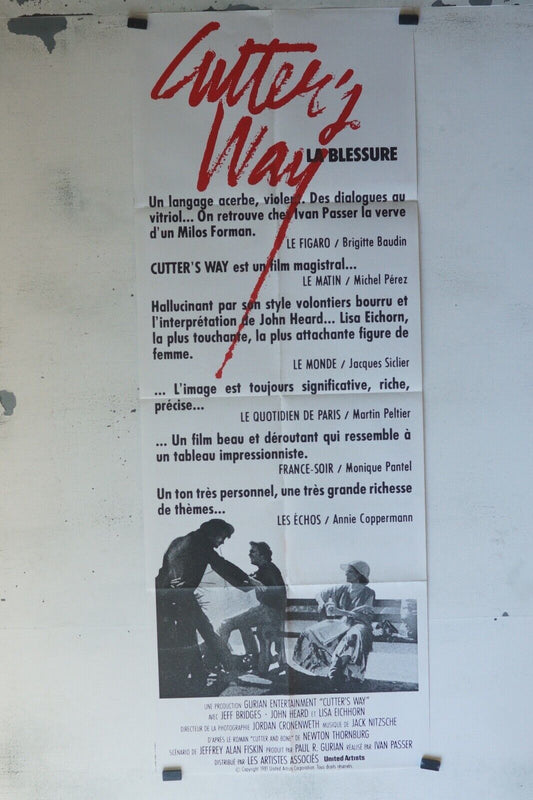 Cutter's
Way
LA BLESSURE
Un langage acerbe, violent... Des dialogues au
vitriol... On retrouve chez Ivan Passer la verve
d'un Milos Forman.
LE FIGARO / Brigitte Baudin
CUTTER'S WAY est un film magistral...
LE MATIN / Michel Pérez
Hallucinant par son style volontiers bourru et
l'interprétation de John Heard... Lisa Eichorn,
la plus touchante, la plus attachante figure de
femme.
LE MONDE / Jacques Siclier
... L'image est toujours significative, riche,
précise...
LE QUOTIDIEN DE PARIS / Martin Peltier
... Un film beau et déroutant qui ressemble à
un tableau impressionniste.
FRANCE-SOIR / Monique Pantel
Un ton très personnel, une très grande richesse
de thèmes...
LES ÉCHOS / Annie Coppermann
UNE PRODUCTION GURIAN ENTERTAINMENT "CUTTER'S WAY"
AVEC JEFF BRIDGES · JOHN HEARD ET LISA EICHHORN
DIRECTEUR DE LA PHOTOGRAPHIE JORDAN CRONENWETH MUSIQUE DE JACK NITZSCHE
D'APRÈS LE ROMAN "CUTTER AND BONE" DE NEWTON THORNBURG
SCÉNARIO DE JEFFREY ALAN FISKIN PRODUIT PAR PAUL R. GURIAN RÉALISÉ PAR IVAN PASSER
DISTRIBUÉ PAR LES ARTISTES ASSOCIÉS United Artists
© Copyright 1981 United Artists Corporation. Tous droits réservés.